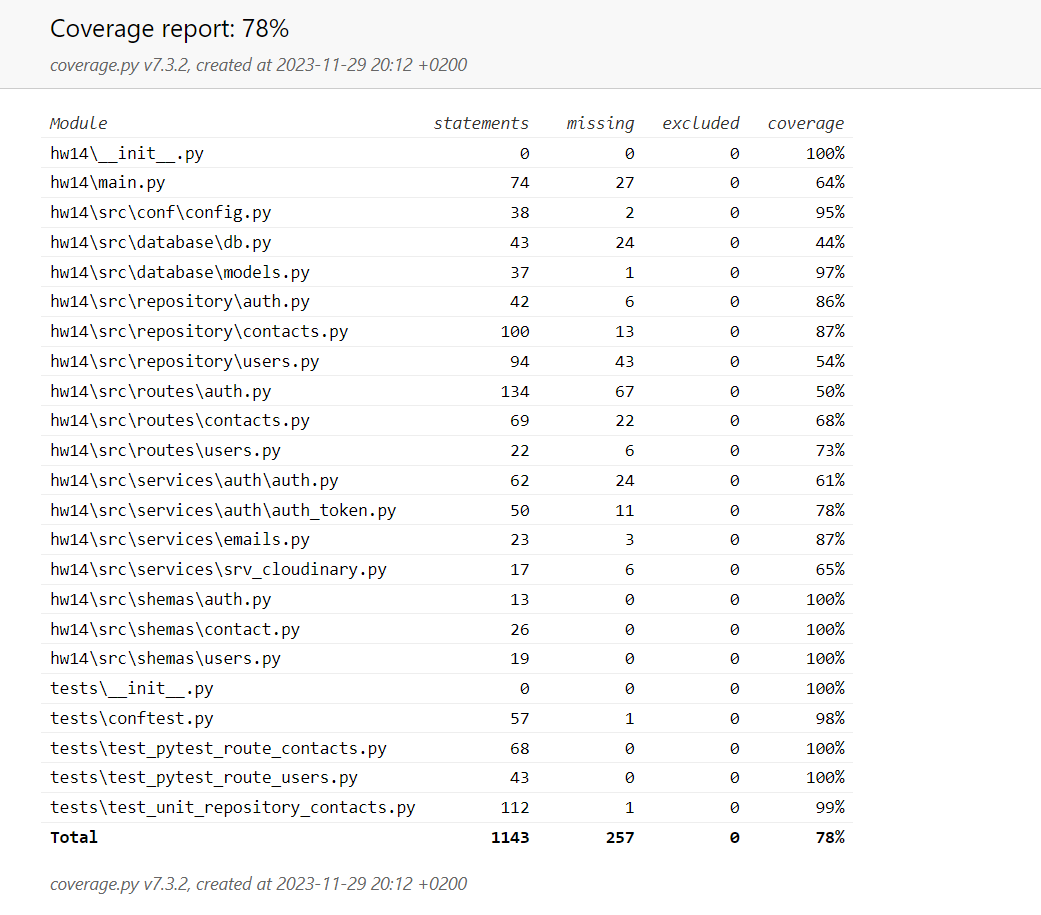 Coverage report: 78%
coverage.py v7.3.2, created at 2023-11-29 20:12 +0200
Module statements missing excluded coverage
hw14\__init__.py 0 0 0 100%
hw14\main.py 74 27 0 64%
hw14\src\conf\config.py 38 2 0 95%
hw14\src\database\db.py 43 24 0 44%
hw14\src\database\models.py 37 1 0 97%
hw14\src\repository\auth.py 42 6 0 86%
hw14\src\repository\contacts.py 100 13 0 87%
hw14\src\repository\users.py 94 43 0 54%
hw14\src\routes\auth.py 134 67 0 50%
hw14\src\routes\contacts.py 69 22 0 68%
hw14\src\routes\users.py 22 6 0 73%
hw14\src\services\auth\auth.py 62 24 0 61%
hw14\src\services\auth\auth_token.py 50 11 0 78%
hw14\src\services\emails.py 23 3 0 87%
hw14\src\services\srv_cloudinary.py 17 6 0 65%
hw14\src\shemas\auth.py 13 0 0 100%
hw14\src\shemas\contact.py 26 0 0 100%
hw14\src\shemas\users.py 19 0 0 100%
tests\__init__.py 0 0 0 100%
tests\conftest.py 57 1 0 98%
tests\test_pytest_route_contacts.py 68 0 0 100%
tests\test_pytest_route_users.py 43 0 0 100%
tests\test_unit_repository_contacts.py 112 1 0 99%
Total 1143 257 0 78%
coverage.py v7.3.2, created at 2023-11-29 20:12 +0200